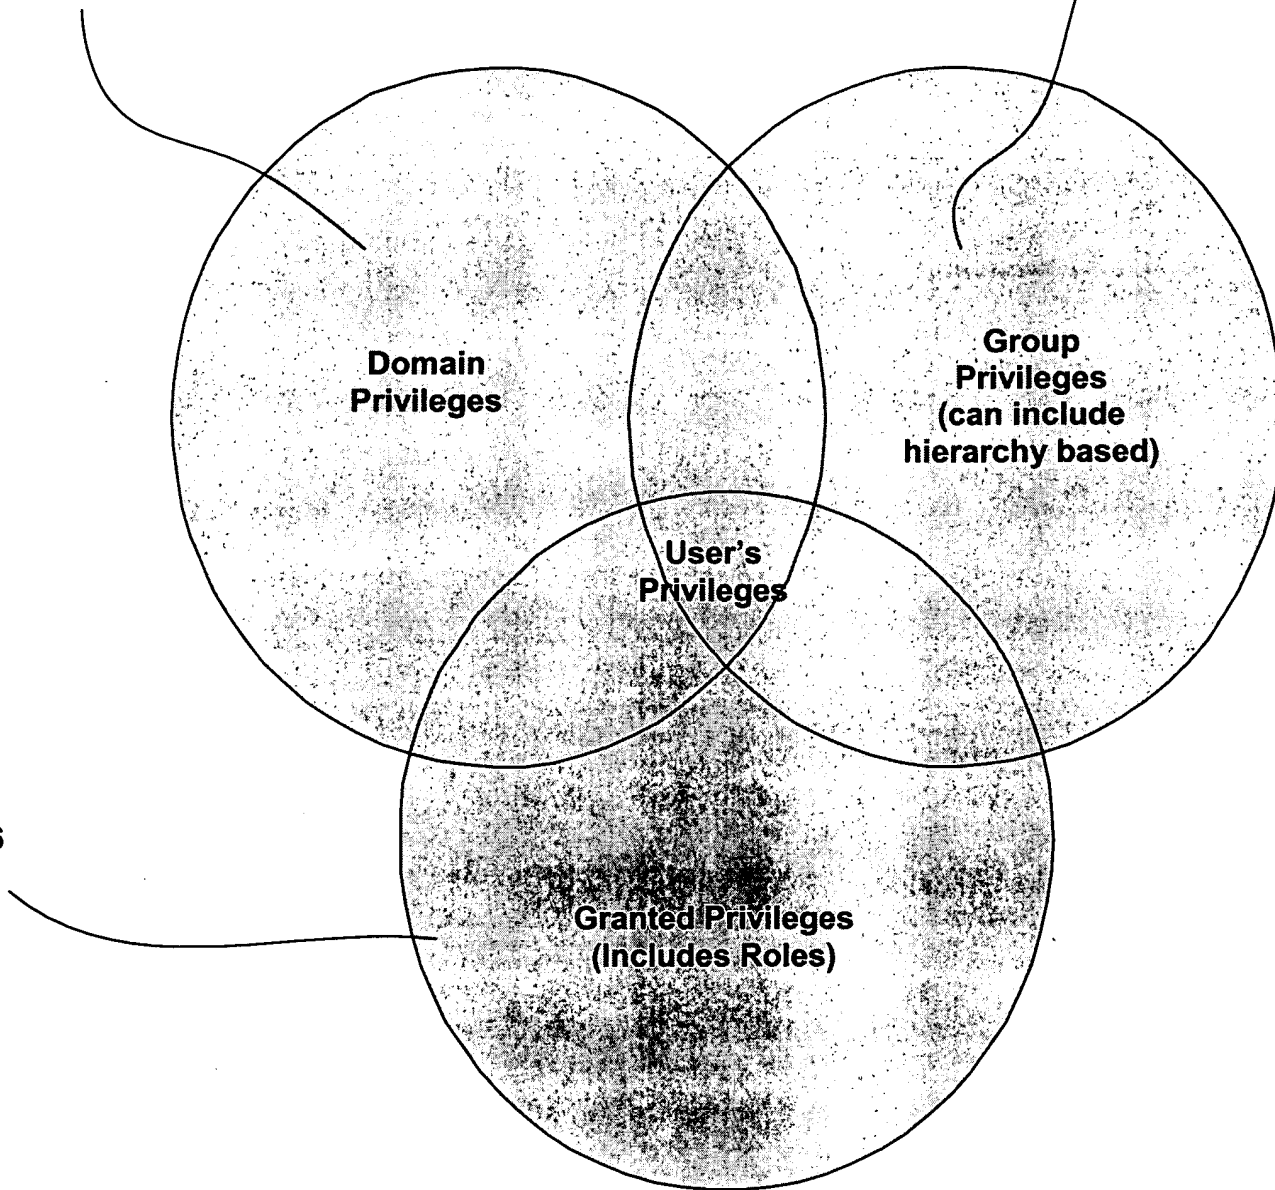 Domain
Privileges
Group
Privileges
(can include
hierarchy based)
User's
Privileges
Granted Privileges
(Includes Roles)